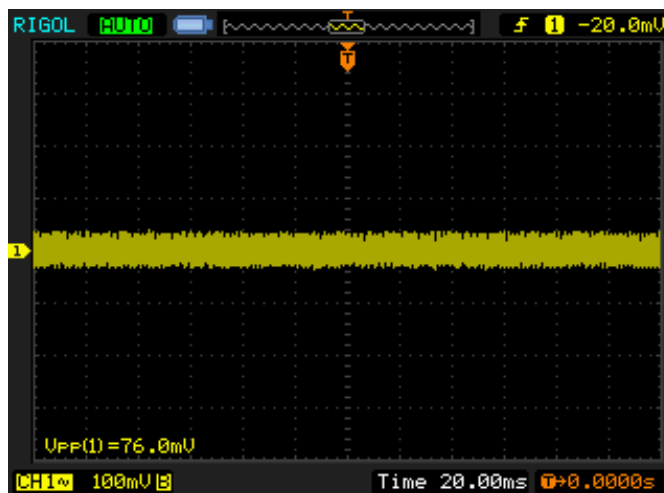 RIGOL AUTO T 1 -20.0mV
T
1
Vpp(1)=76.0mV
CH1~ 100mV B Time 20.00ms T→0.0000s